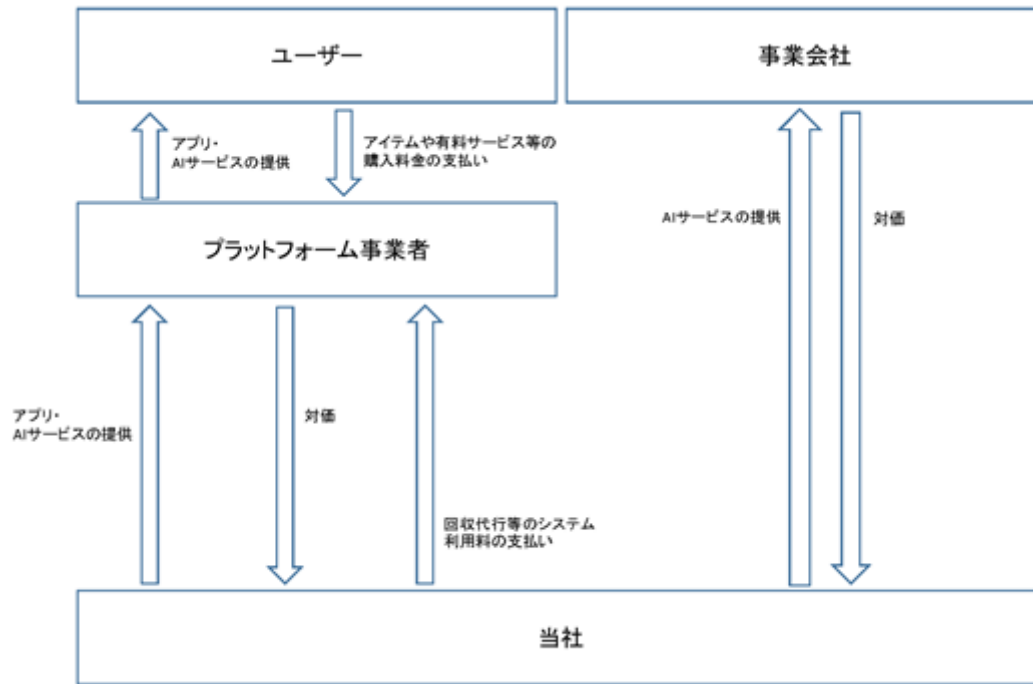 ユーザー
事業会社
アプリ・
AIサービスの提供
アイテムや有料サービス等の
購入料金の支払い
プラットフォーム事業者
AIサービスの提供
対価
アプリ・
AIサービスの提供
対価
回収代行等のシステム
利用料の支払い
当社